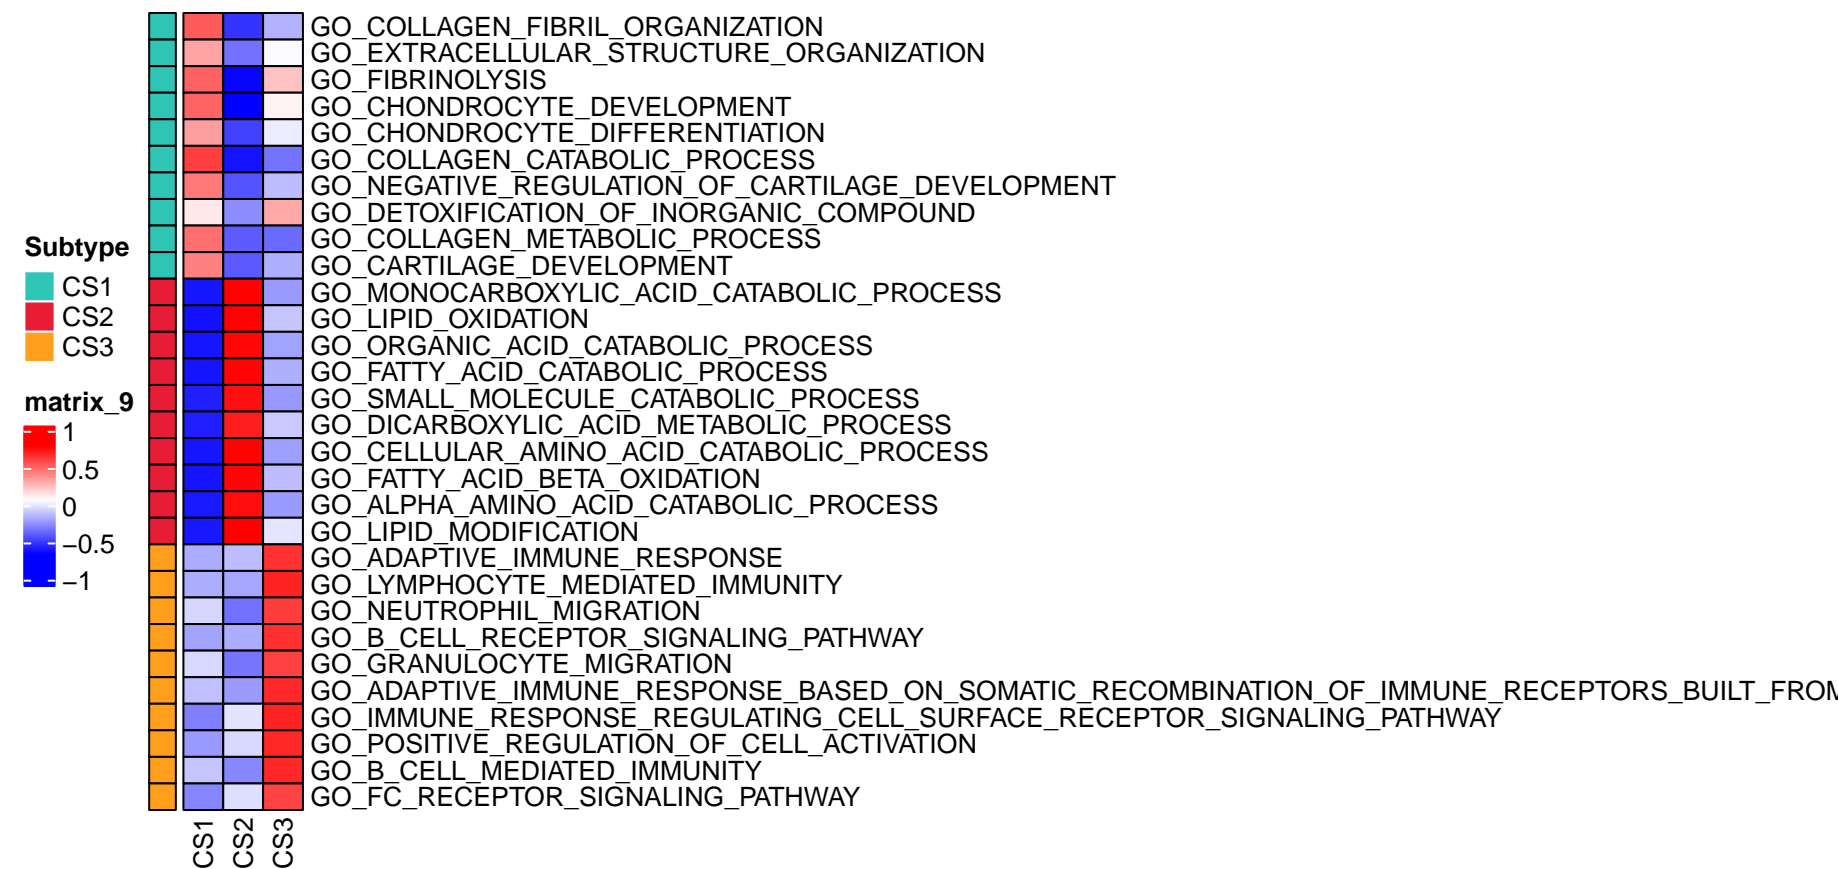 GO_COLLAGEN_FIBRIL_ORGANIZATION
GO_EXTRACELLULAR_STRUCTURE_ORGANIZATION
GO_FIBRINOLYSIS
GO_CHONDROCYTE_DEVELOPMENT
GO_CHONDROCYTE_DIFFERENTIATION
GO_COLLAGEN_CATABOLIC_PROCESS
GO_NEGATIVE_REGULATION_OF_CARTILAGE_DEVELOPMENT
GO_DETOXIFICATION_OF_INORGANIC_COMPOUND
GO_COLLAGEN_METABOLIC_PROCESS
GO_CARTILAGE_DEVELOPMENT
GO_MONOCARBOXYLIC_ACID_CATABOLIC_PROCESS
GO_LIPID_OXIDATION
GO_ORGANIC_ACID_CATABOLIC_PROCESS
GO_FATTY_ACID_CATABOLIC_PROCESS
GO_SMALL_MOLECULE_CATABOLIC_PROCESS
GO_DICARBOXYLIC_ACID_METABOLIC_PROCESS
GO_CELLULAR_AMINO_ACID_CATABOLIC_PROCESS
GO_FATTY_ACID_BETA_OXIDATION
GO_ALPHA_AMINO_ACID_CATABOLIC_PROCESS
GO_LIPID_MODIFICATION
GO_ADAPTIVE_IMMUNE_RESPONSE
GO_LYMPHOCYTE_MEDIATED_IMMUNITY
GO_NEUTROPHIL_MIGRATION
GO_B_CELL_RECEPTOR_SIGNALING_PATHWAY
GO_GRANULOCYTE_MIGRATION
GO_ADAPTIVE_IMMUNE_RESPONSE_BASED_ON_SOMATIC_RECOMBINATION_OF_IMMUNE_RECEPTORS_BUILT_FROM
GO_IMMUNE_RESPONSE_REGULATING_CELL_SURFACE_RECEPTOR_SIGNALING_PATHWAY
GO_POSITIVE_REGULATION_OF_CELL_ACTIVATION
GO_B_CELL_MEDIATED_IMMUNITY
GO_FC_RECEPTOR_SIGNALING_PATHWAY
Subtype
CS1
CS2
CS3
matrix_9
1
0.5
0
−0.5
−1
CS1
CS2
CS3